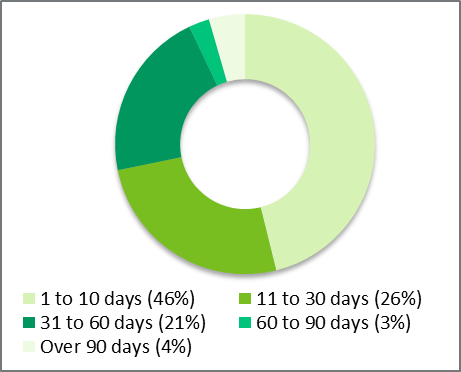 1 to 10 days (46%) 11 to 30 days (26%)
31 to 60 days (21%) 60 to 90 days (3%)
Over 90 days (4%)